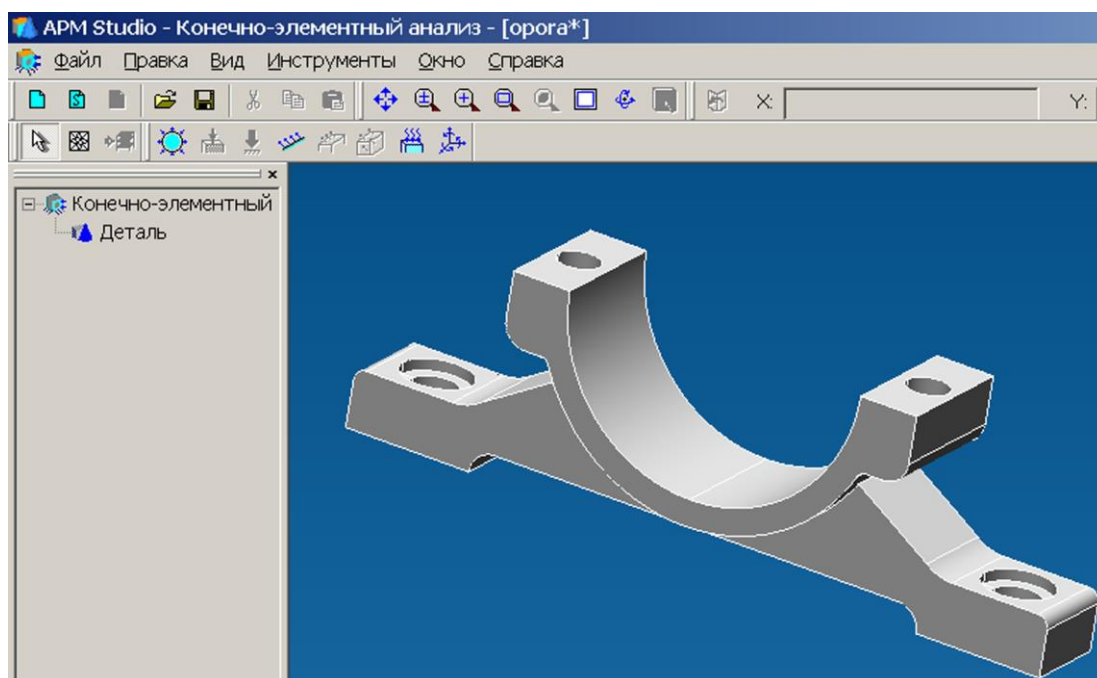 APM Studio - Конечно-элементный анализ - [opora*]
Файл Правка Вид Инструменты Окно Справка
X: Y:
Конечно-элементный
Деталь